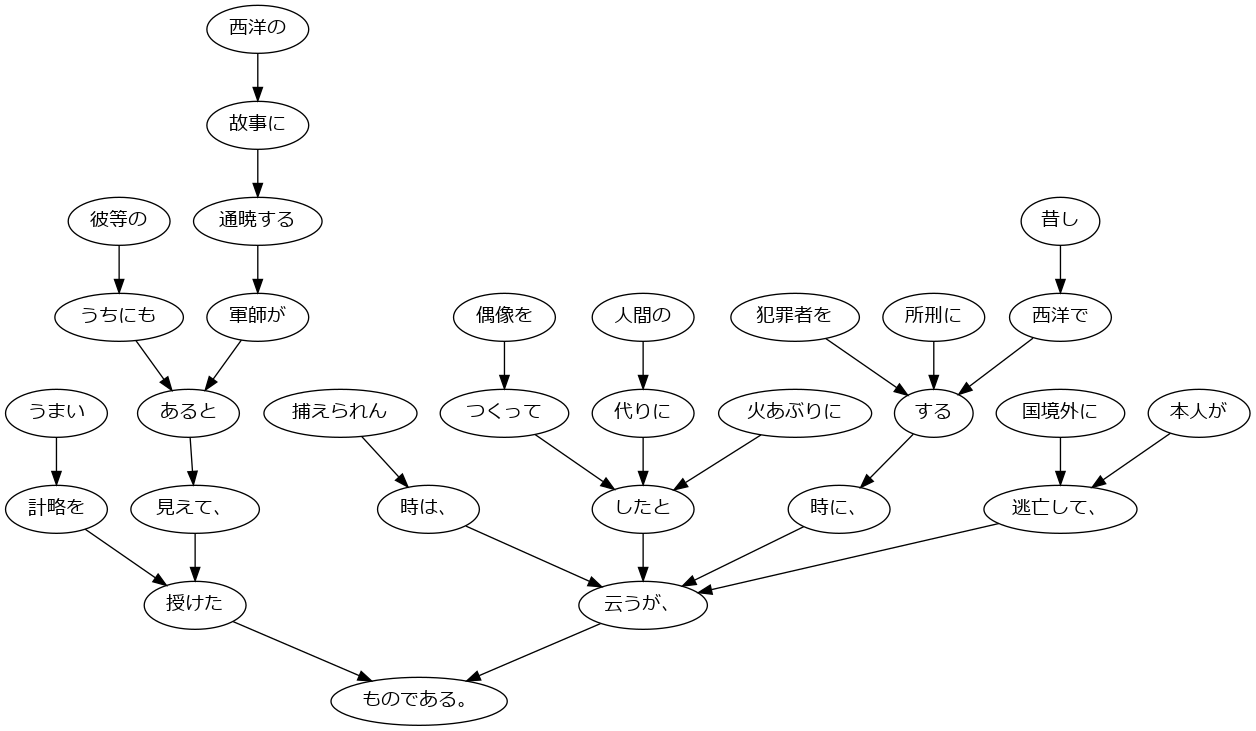 西洋の
故事に
彼等の
通暁する
昔し
うちにも
軍師が
偶像を
人間の
犯罪者を
所刑に
西洋で
うまい
あると
捕えられん
つくって
代りに
火あぶりに
する
国境外に
本人が
計略を
見えて、
時は、
したと
時に、
逃亡して、
授けた
云うが、
ものである。